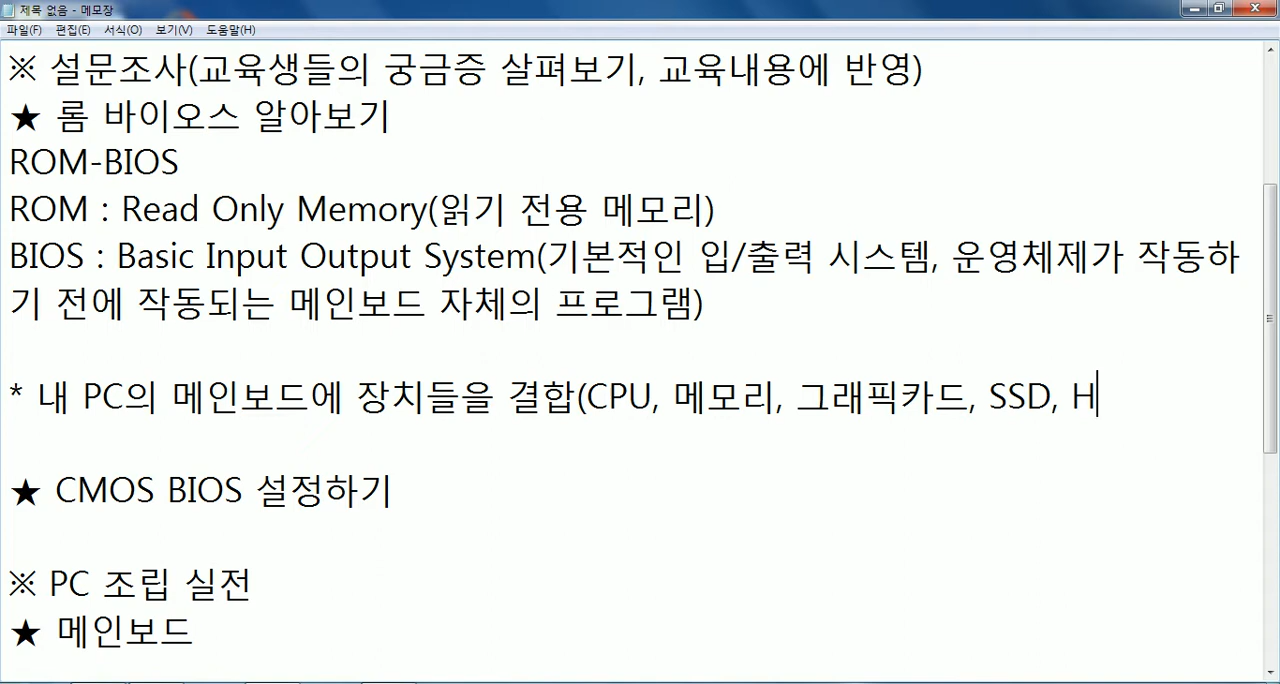 제목 없음 - 메모장
파일(F) 편집(E) 서식(O) 보기(V) 도움말(H)
※ 설문조사(교육생들의 궁금증 살펴보기, 교육내용에 반영)
★ 롬 바이오스 알아보기
ROM-BIOS
ROM : Read Only Memory(읽기 전용 메모리)
BIOS : Basic Input Output System(기본적인 입/출력 시스템, 운영체제가 작동하
기 전에 작동되는 메인보드 자체의 프로그램)
* 내 PC의 메인보드에 장치들을 결합(CPU, 메모리, 그래픽카드, SSD, H
★ CMOS BIOS 설정하기
※ PC 조립 실전
★ 메인보드